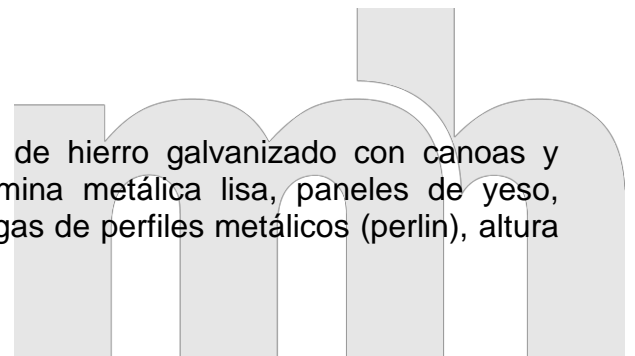 de hierro galvanizado con canoas y
mina metálica lisa, paneles de yeso,
gas de perfiles metálicos (perlin), altura